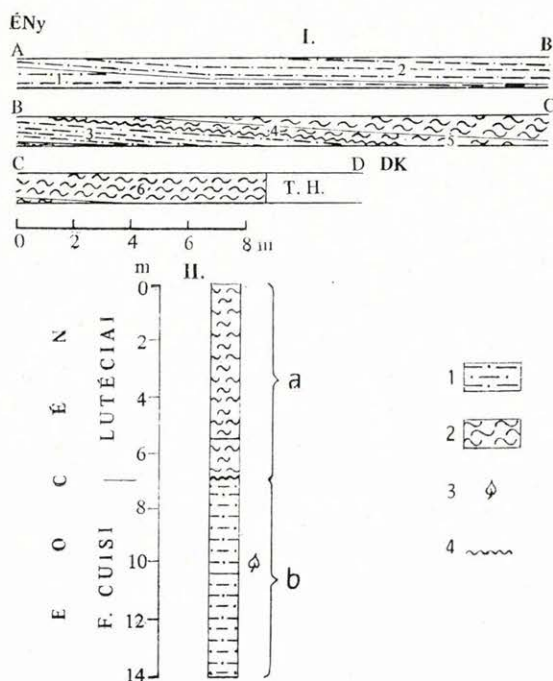 ÉNy
I.
A B
1 2
B C
3 4 5
C D DK
6 T. H.
0 2 4 6 8 m
m II.
0
2
4
6
7
8
10
12
14
EOCÉN
LUTÉCIAI
F. CUISI
a
b
1
2
3
4